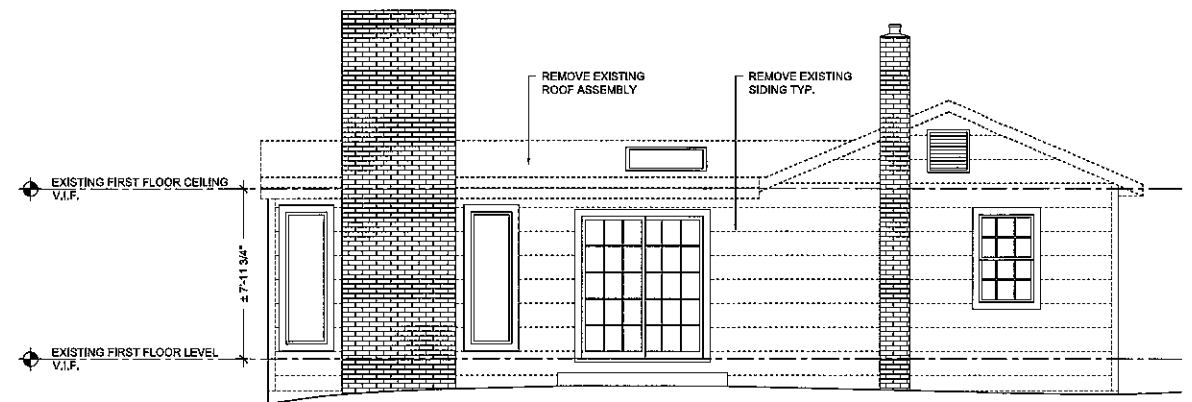 REMOVE EXISTING
ROOF ASSEMBLY
REMOVE EXISTING
SIDING TYP.
EXISTING FIRST FLOOR CEILING
V.I.F.
± 7'-11 3/4"
EXISTING FIRST FLOOR LEVEL
V.I.F.